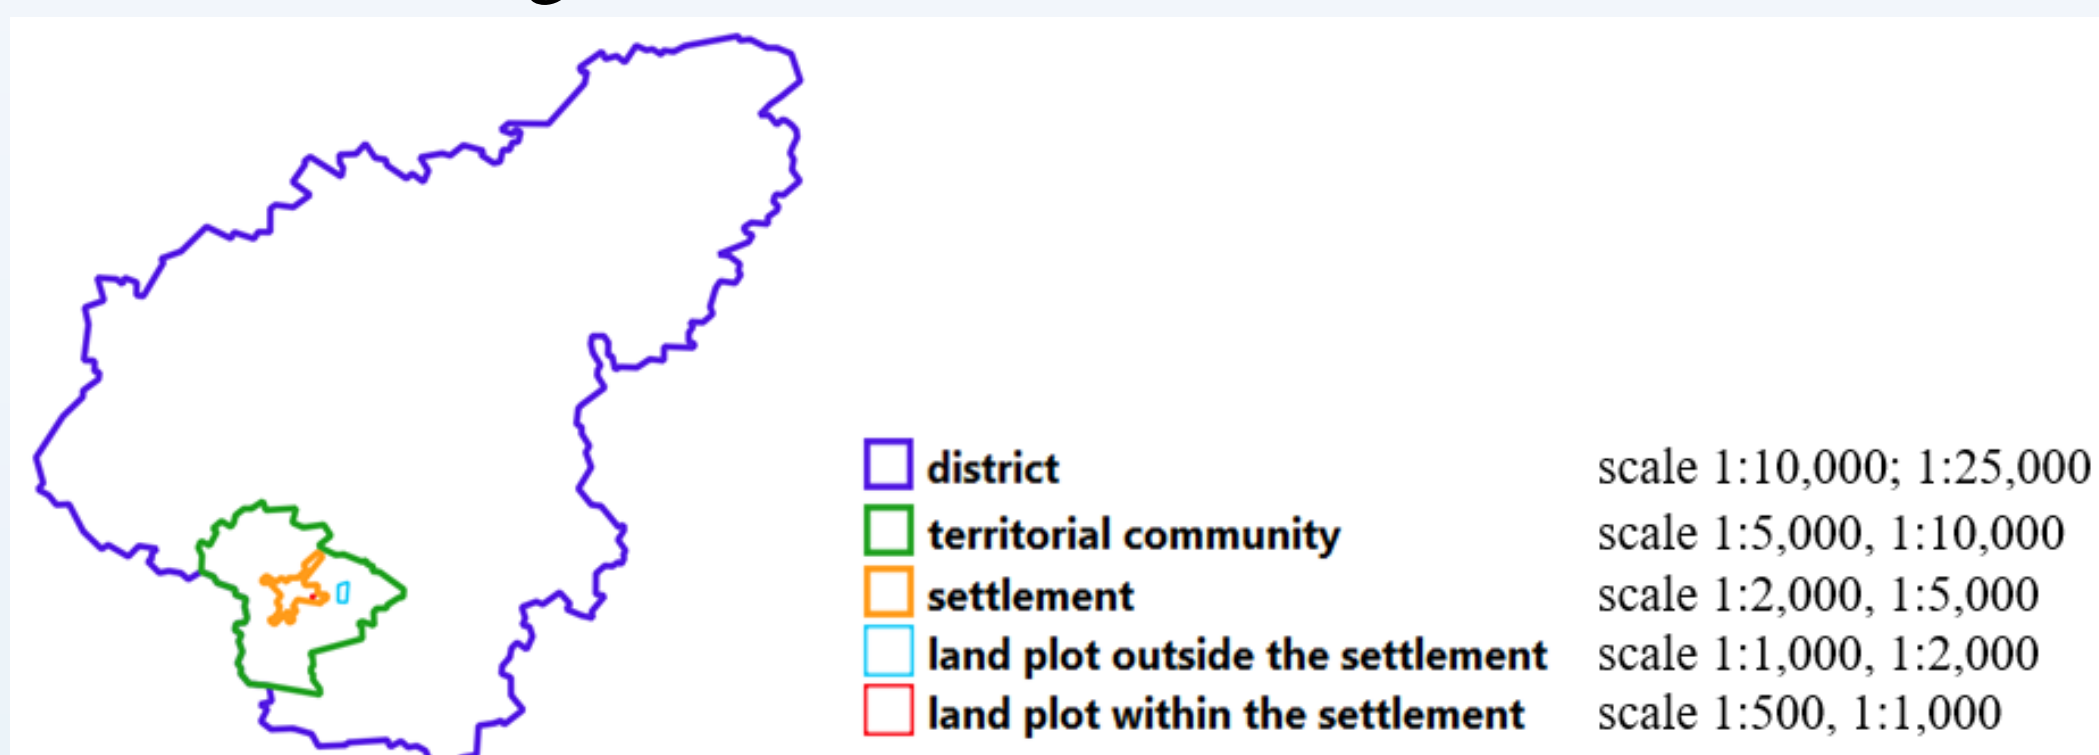 district scale 1:10,000; 1:25,000
territorial community scale 1:5,000, 1:10,000
settlement scale 1:2,000, 1:5,000
land plot outside the settlement scale 1:1,000, 1:2,000
land plot within the settlement scale 1:500, 1:1,000